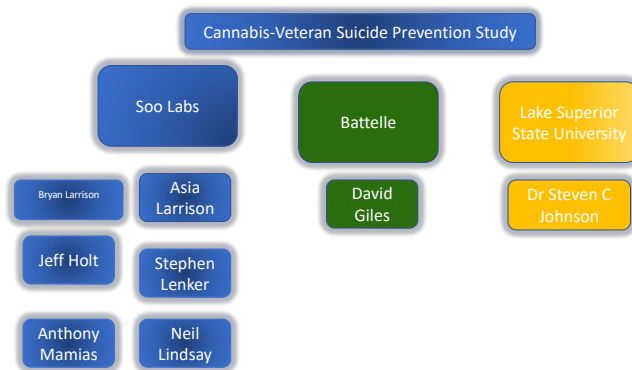 Cannabis-Veteran Suicide Prevention Study
Soo Labs
Battelle
Lake Superior
State University
Bryan Larrison
Asia
Larrison
David
Giles
Dr Steven C
Johnson
Jeff Holt
Stephen
Lenker
Anthony
Mamias
Neil
Lindsay